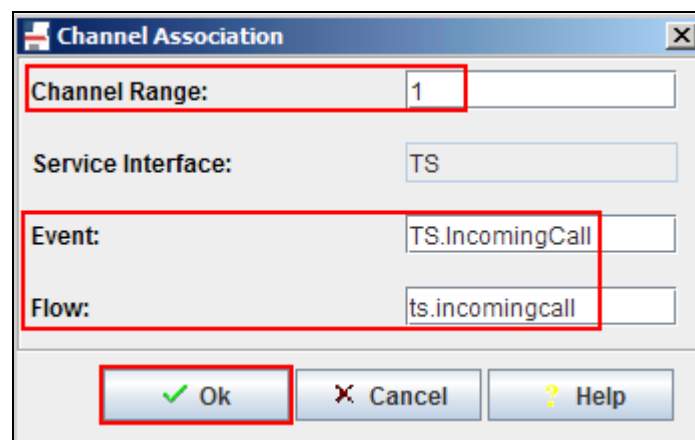 Channel Association
Channel Range: 1
Service Interface: TS
Event: TS.IncomingCall
Flow: ts.incomingcall
Ok Cancel ? Help